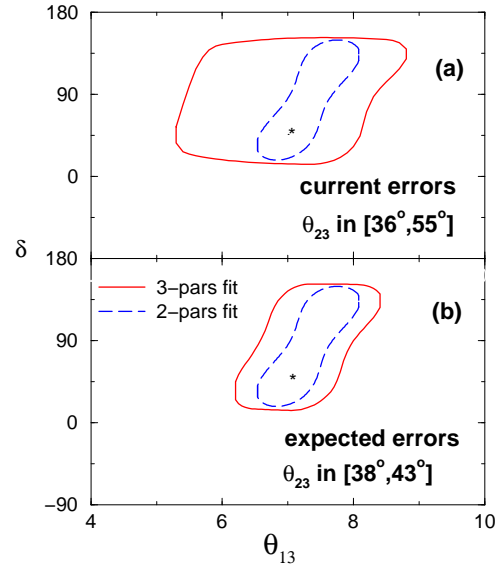 180
(a)
90
0
current errors
θ23 in [36°,55°]
δ
180
3−pars fit
(b)
2−pars fit
90
0
expected errors
θ23 in [38°,43°]
−90
4 6 8 10
θ13